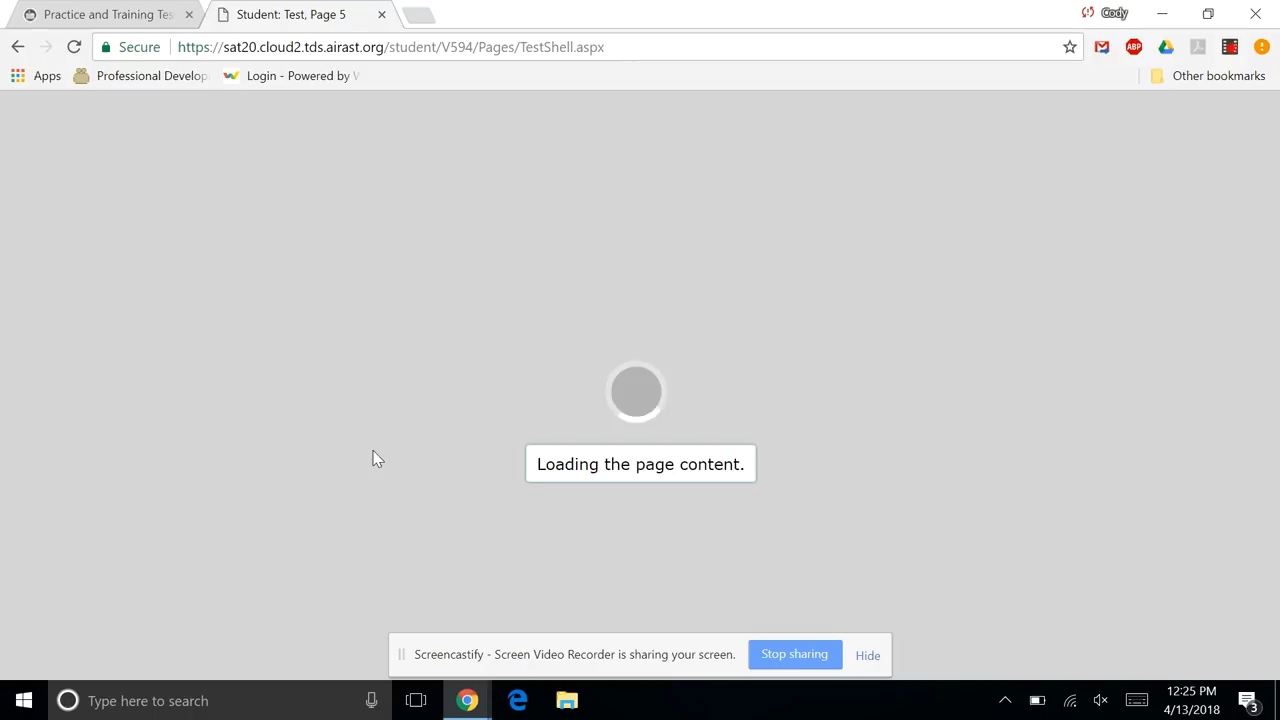 Practice and Training Tes
Student: Test, Page 5
Cody
Secure
https://sat20.cloud2.tds.airast.org/student/V594/Pages/TestShell.aspx
ABP
Apps
Professional Develop
Login - Powered by W
Other bookmarks
Loading the page content.
Screencastify - Screen Video Recorder is sharing your screen.
Stop sharing
Hide
Type here to search
12:25 PM
4/13/2018
3